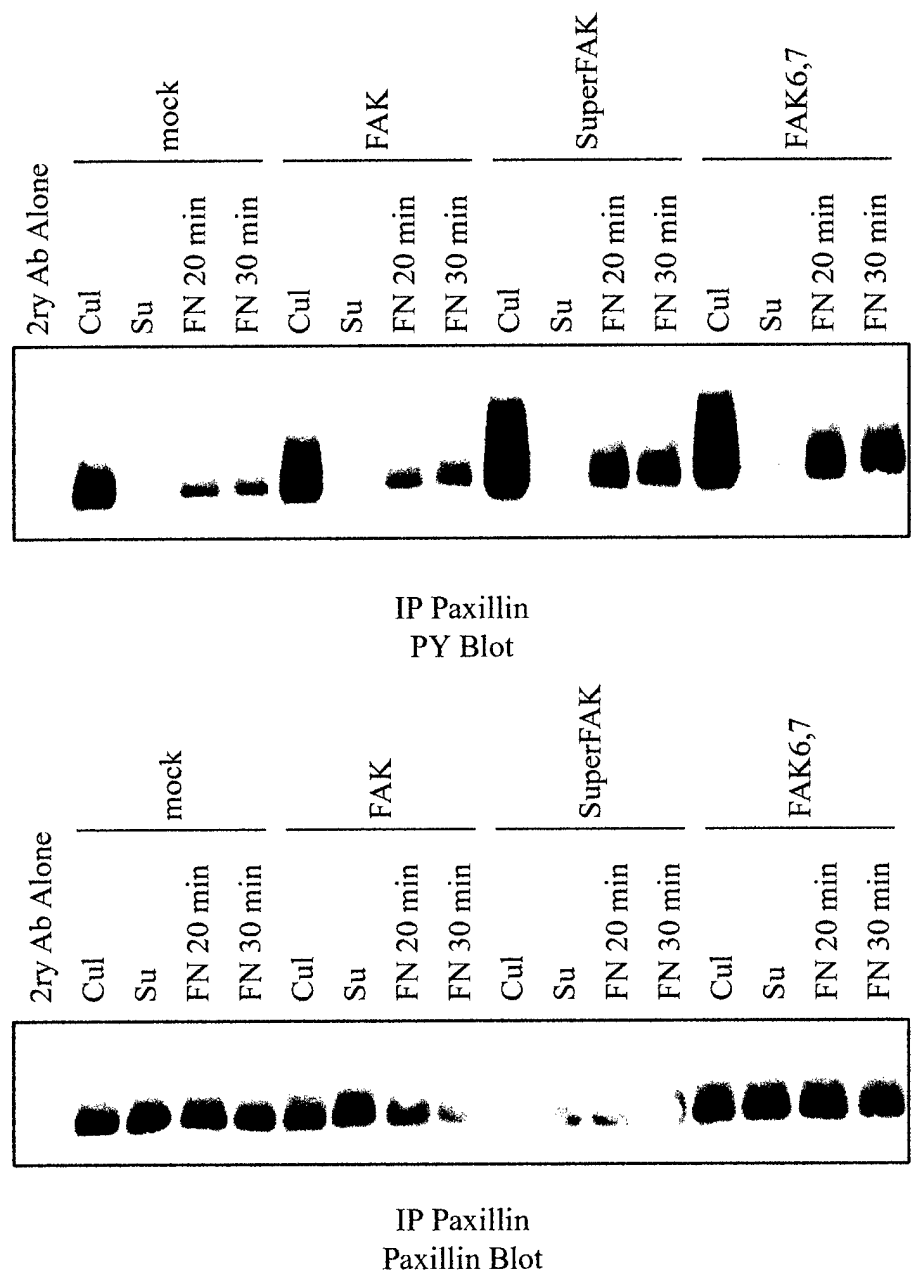 mock
FAK
SuperFAK
FAK6,7
2ry Ab Alone
Cul
Su
FN 20 min
FN 30 min
Cul
Su
FN 20 min
FN 30 min
Cul
Su
FN 20 min
FN 30 min
Cul
Su
FN 20 min
FN 30 min
IP Paxillin
PY Blot
mock
FAK
SuperFAK
FAK6,7
2ry Ab Alone
Cul
Su
FN 20 min
FN 30 min
Cul
Su
FN 20 min
FN 30 min
Cul
Su
FN 20 min
FN 30 min
Cul
Su
FN 20 min
FN 30 min
IP Paxillin
Paxillin Blot